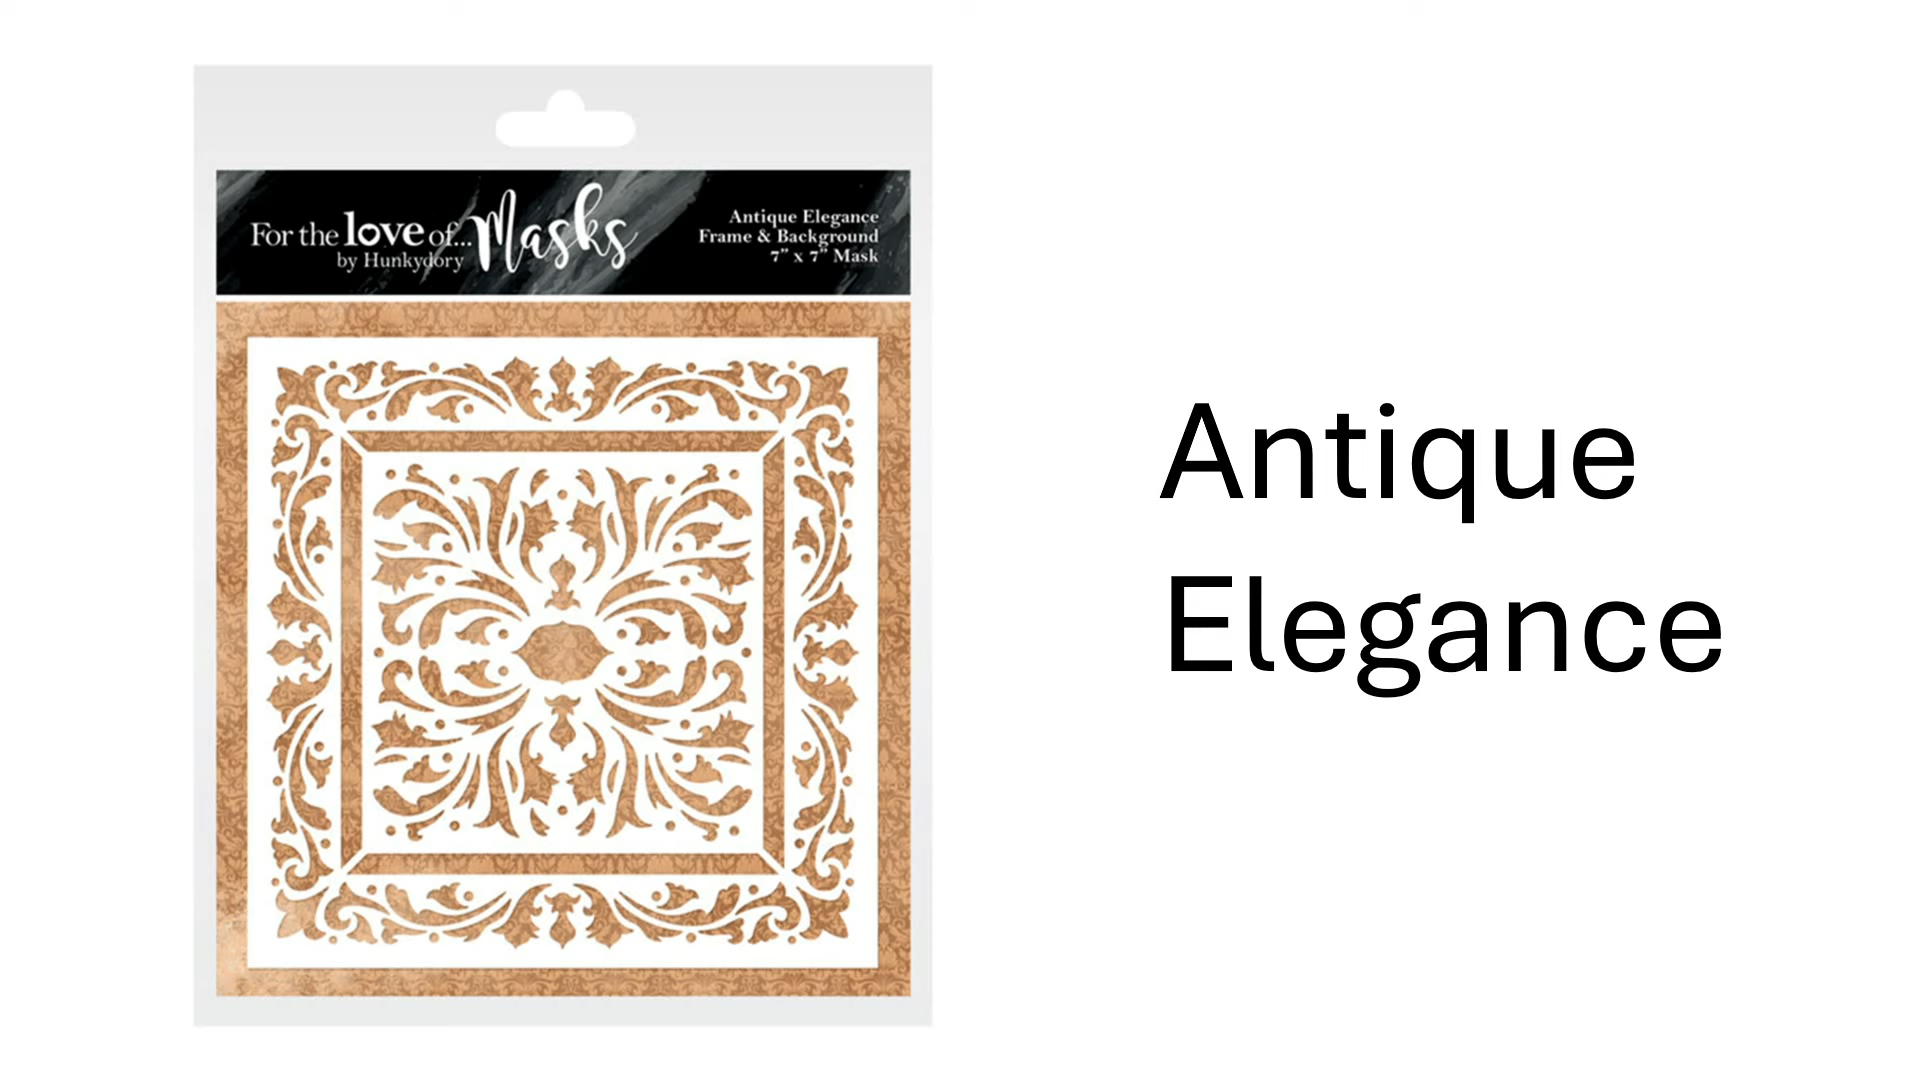 For the love of... Masks
by Hunkydory
Antique Elegance
Frame & Background
7” x 7” Mask
Antique
Elegance